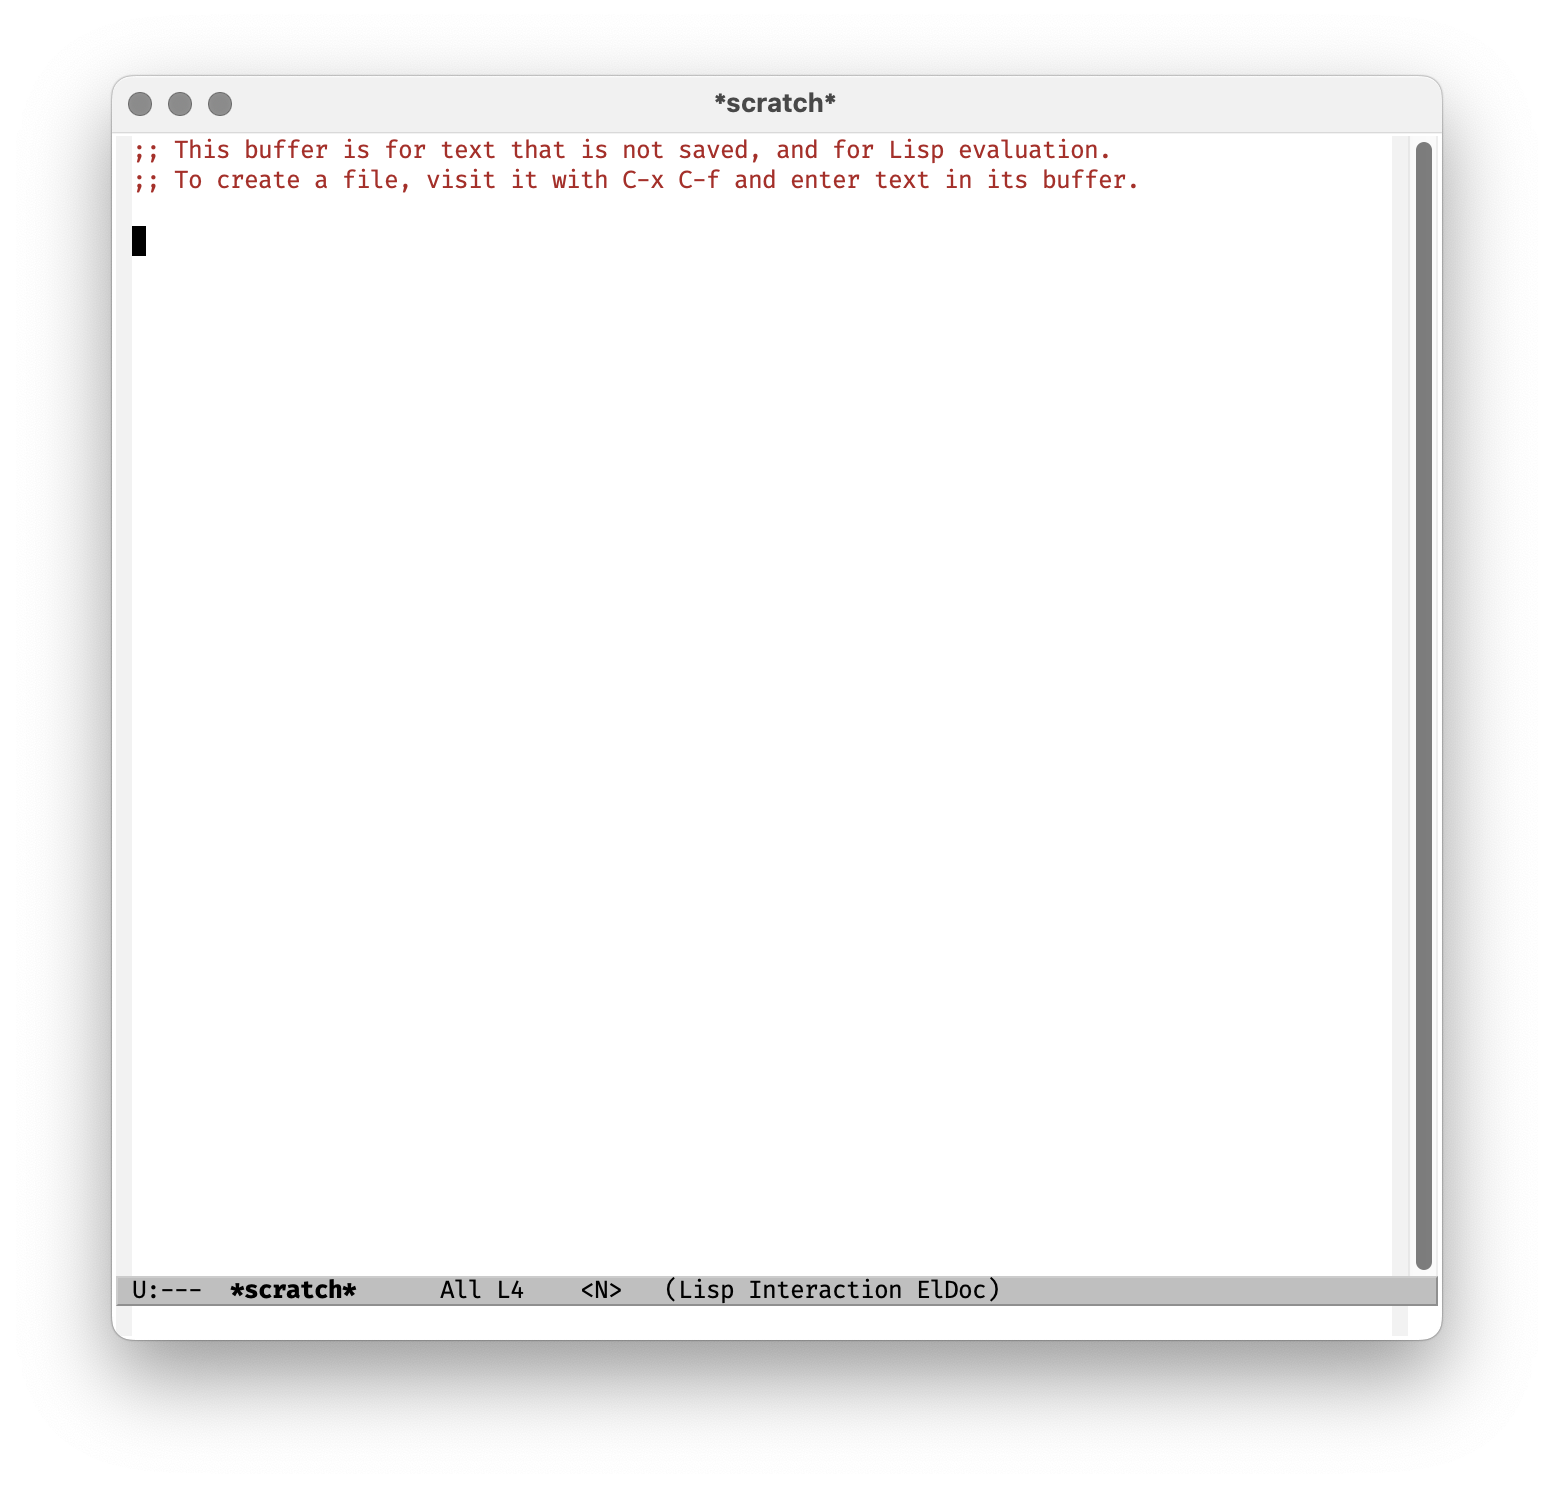 *scratch*
;; This buffer is for text that is not saved, and for Lisp evaluation.
;; To create a file, visit it with C-x C-f and enter text in its buffer.
U:---  *scratch*      All L4    <N>   (Lisp Interaction ElDoc)